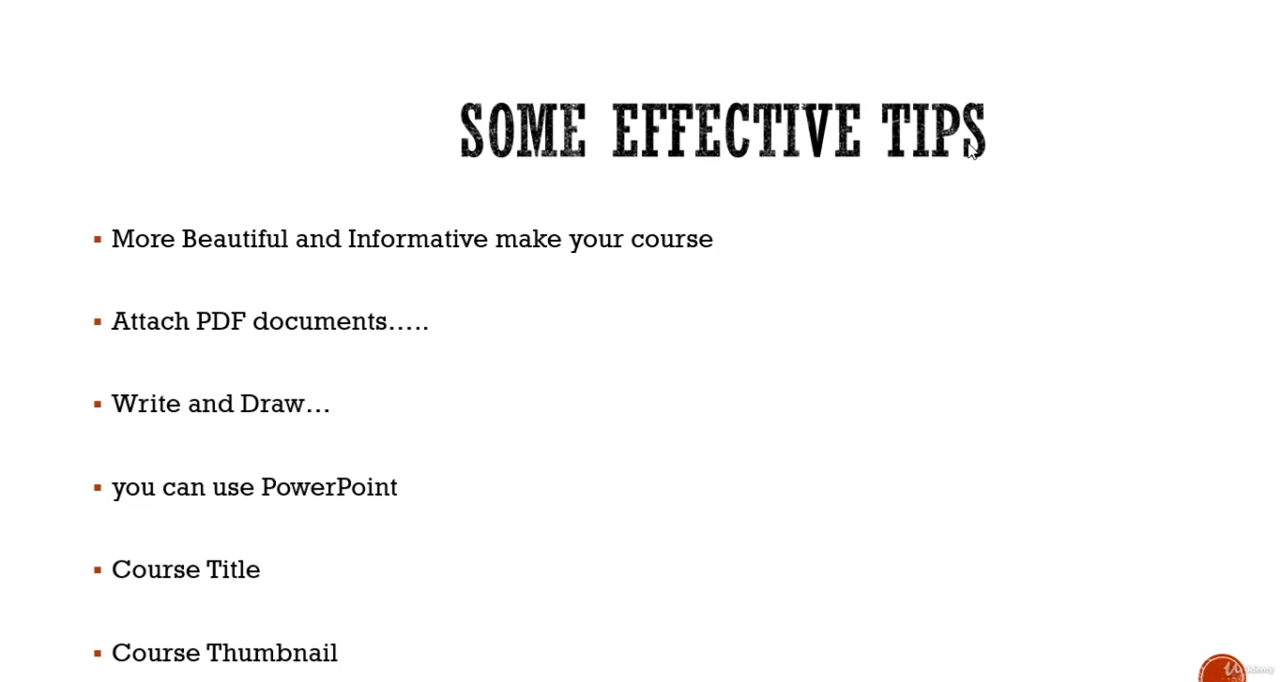 SOME EFFECTIVE TIPS
More Beautiful and Informative make your course
Attach PDF documents.....
Write and Draw...
you can use PowerPoint
Course Title
Course Thumbnail
Udemy